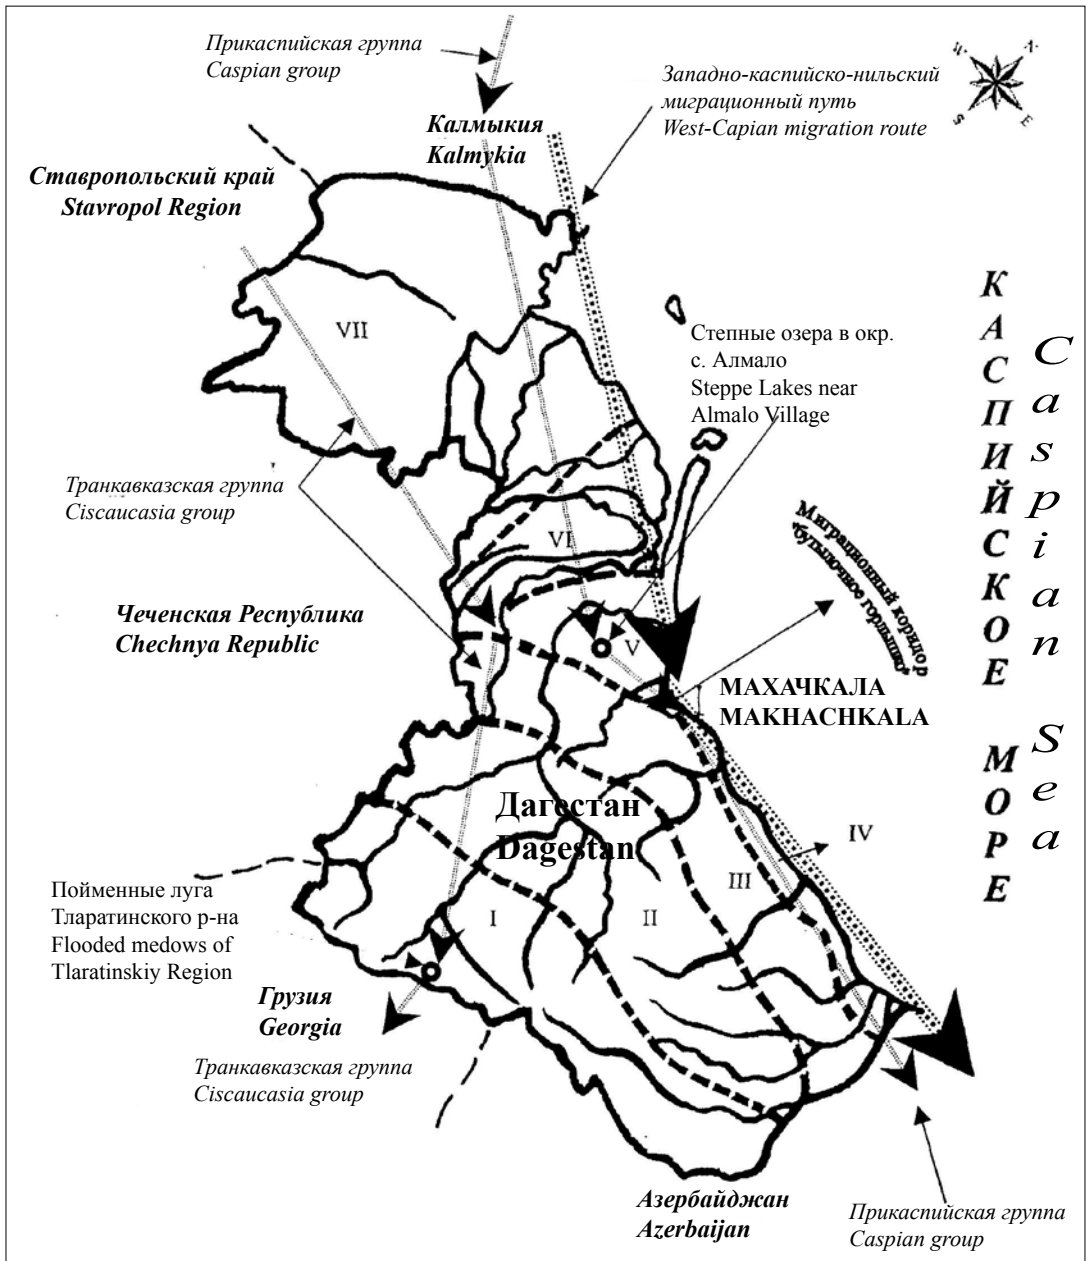 Прикаспийская группа
Caspian group
Западно-каспийско-нильский
миграционный путь
West-Capian migration route
N
E
S
Калмыкия
Kalmykia
Ставропольский край
Stavropol Region
VII
Степные озера в окр.
с. Алмало
Steppe Lakes near
Almalo Village
КАСПИЙСКОЕ МОРЕ
Caspian Sea
Транкавказская группа
Ciscaucasia group
VI
Миграционный коридор
"бутылочное горлышко"
Чеченская Республика
Chechnya Republic
V
МАХАЧКАЛА
MAKHACHKALA
Дагестан
Dagestan
IV
III
II
I
Пойменные луга
Тларатинского р-на
Flooded medows of
Tlaratinskiy Region
Грузия
Georgia
Транкавказская группа
Ciscaucasia group
Азербайджан
Azerbaijan
Прикаспийская группа
Caspian group